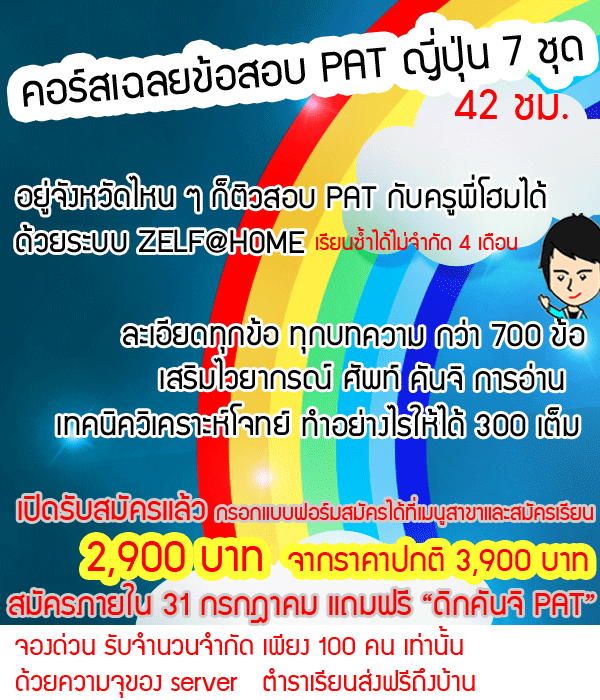 คอร์สเฉลยข้อสอบ PAT ญี่ปุ่น 7 ชุด
42 ชม.
อยู่จังหวัดไหน ๆ ก็ติวสอบ PAT กับครูพี่โฮมได้
ด้วยระบบ ZELF@HOME เรียนซ้ำได้ไม่จำกัด 4 เดือน
ละเอียดทุกข้อ ทุกบทความ กว่า 700 ข้อ
เสริมไวยากรณ์ ศัพท์ คันจิ การอ่าน
เทคนิควิเคราะห์โจทย์ ทำอย่างไรให้ได้ 300 เต็ม
เปิดรับสมัครแล้ว กรอกแบบฟอร์มสมัครได้ที่เมนูสาขาและสมัครเรียน
2,900 บาท จากราคาปกติ 3,900 บาท
สมัครภายใน 31 กรกฎาคม แถมฟรี “ดิกคันจิ PAT”
จองด่วน รับจำนวนจำกัด เพียง 100 คน เท่านั้น
ด้วยความจุของ server ตำราเรียนส่งฟรีถึงบ้าน